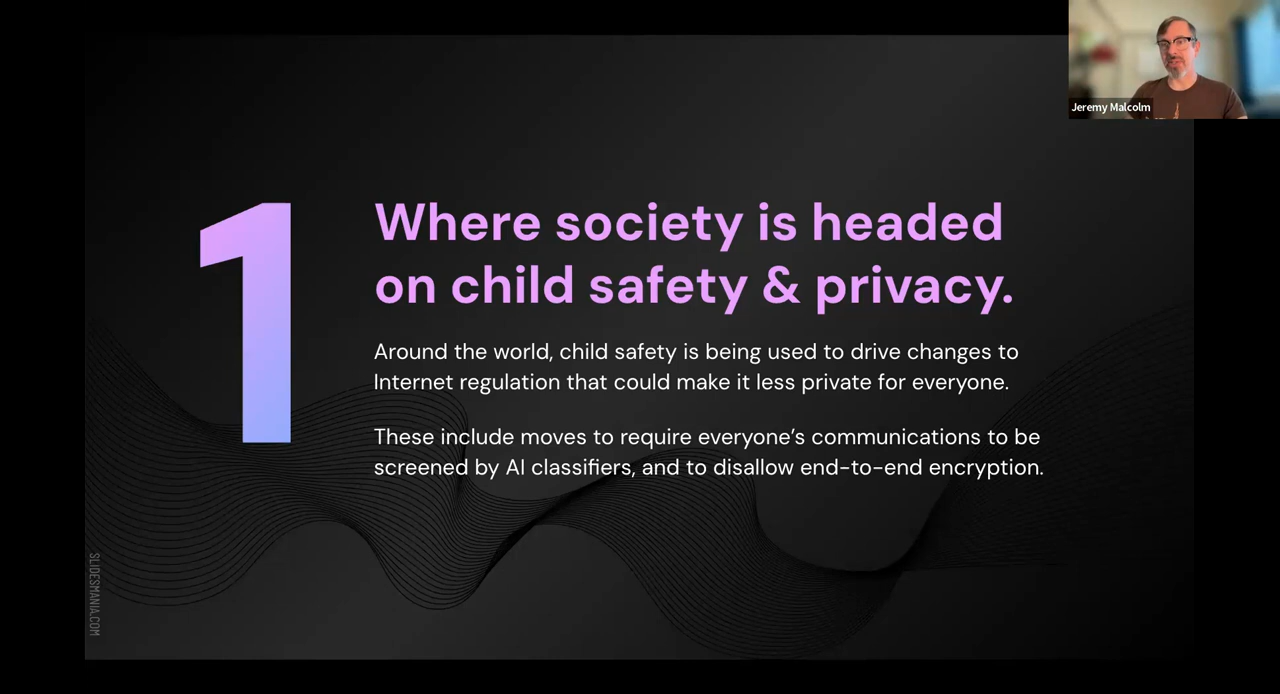 Jeremy Malcolm
1
Where society is headed
on child safety & privacy.
Around the world, child safety is being used to drive changes to
Internet regulation that could make it less private for everyone.
These include moves to require everyone’s communications to be
screened by AI classifiers, and to disallow end-to-end encryption.
SLIDESMANIA.COM